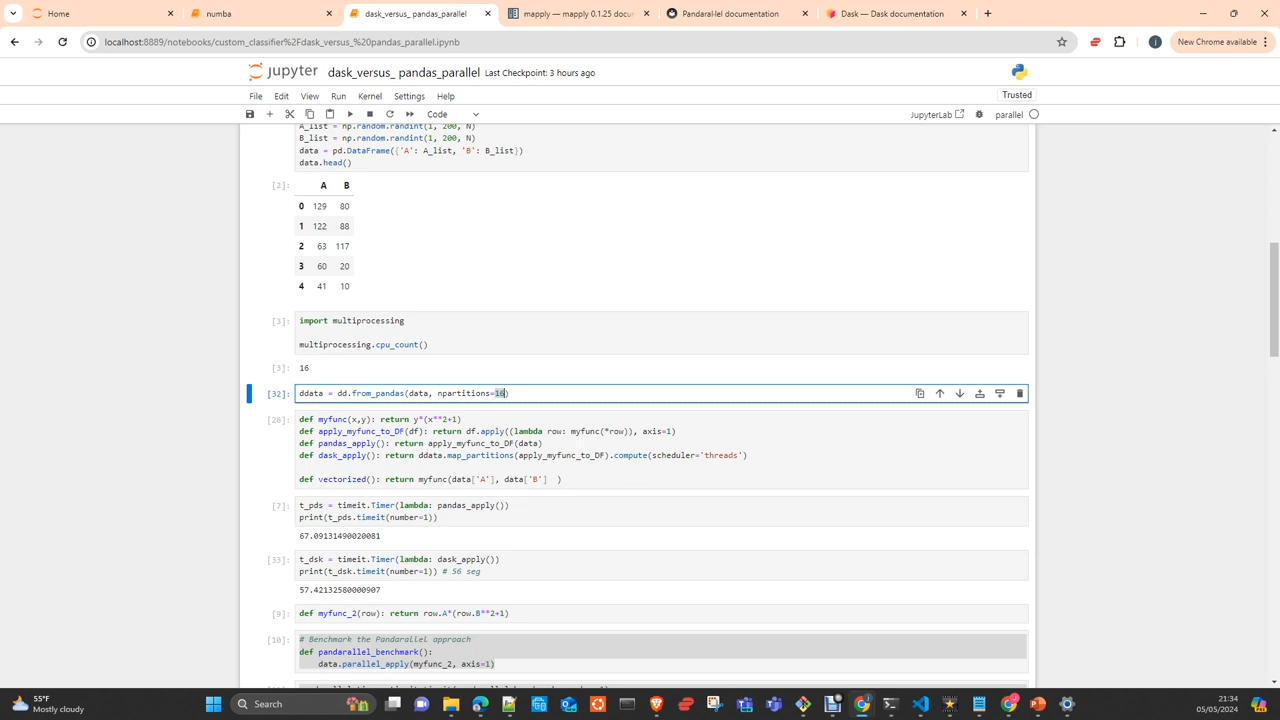 Home
numba
dask_versus_ pandas_parallel
mapply — mapply 0.1.25 docu
Pandaral·lel documentation
Dask — Dask documentation
localhost:8889/notebooks/custom_classifier%2Fdask_versus_%20pandas_parallel.ipynb
New Chrome available
jupyter dask_versus_ pandas_parallel Last Checkpoint: 3 hours ago
Trusted
File Edit View Run Kernel Settings Help
Code
JupyterLab
parallel
A_list = np.random.randint(1, 200, N)
B_list = np.random.randint(1, 200, N)
data = pd.DataFrame({'A': A_list, 'B': B_list})
data.head()
[2]:
A B
0 129 80
1 122 88
2 63 117
3 60 20
4 41 10
[3]: import multiprocessing
multiprocessing.cpu_count()
[3]: 16
[32]: ddata = dd.from_pandas(data, npartitions=16)
[28]: def myfunc(x,y): return y*(x**2+1)
def apply_myfunc_to_DF(df): return df.apply((lambda row: myfunc(*row)), axis=1)
def pandas_apply(): return apply_myfunc_to_DF(data)
def dask_apply(): return ddata.map_partitions(apply_myfunc_to_DF).compute(scheduler='threads')
def vectorized(): return myfunc(data['A'], data['B'] )
[7]: t_pds = timeit.Timer(lambda: pandas_apply())
print(t_pds.timeit(number=1))
67.09131490020081
[33]: t_dsk = timeit.Timer(lambda: dask_apply())
print(t_dsk.timeit(number=1)) # 56 seg
57.42132580000907
[9]: def myfunc_2(row): return row.A*(row.B**2+1)
[10]: # Benchmark the Pandarallel approach
def pandarallel_benchmark():
data.parallel_apply(myfunc_2, axis=1)
55°F
Mostly cloudy
Search
21:34
05/05/2024